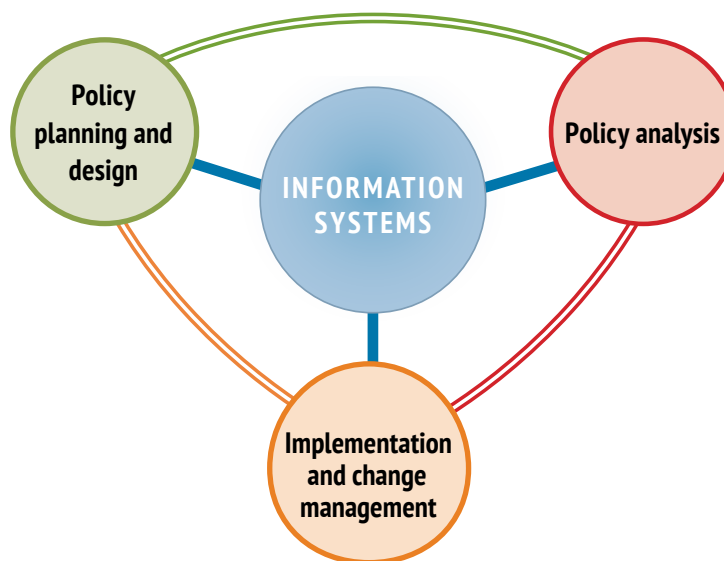 Policy
planning and
design
Policy analysis
INFORMATION
SYSTEMS
Implementation
and change
management